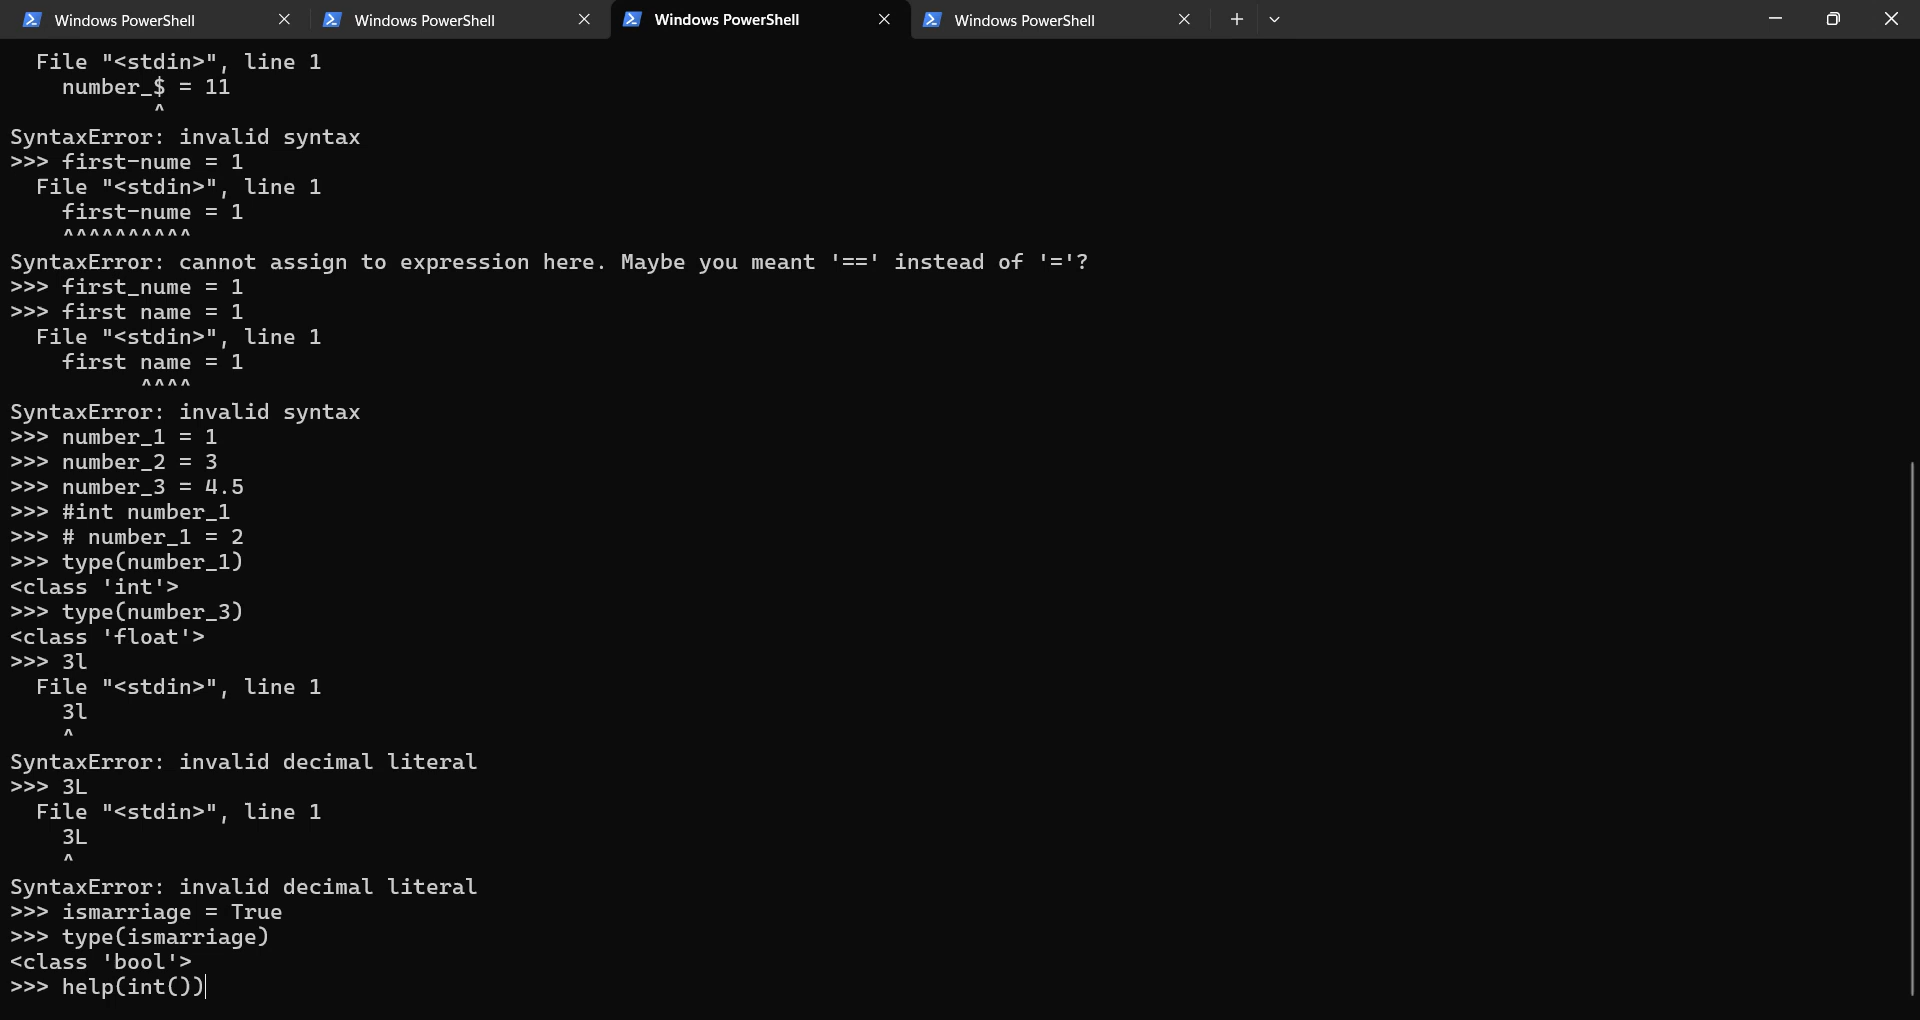 Windows PowerShell
Windows PowerShell
Windows PowerShell
Windows PowerShell
  File "<stdin>", line 1
    number_$ = 11
           ^
SyntaxError: invalid syntax
>>> first-nume = 1
  File "<stdin>", line 1
    first-nume = 1
    ^^^^^^^^^^
SyntaxError: cannot assign to expression here. Maybe you meant '==' instead of '='?
>>> first_nume = 1
>>> first name = 1
  File "<stdin>", line 1
    first name = 1
          ^^^^
SyntaxError: invalid syntax
>>> number_1 = 1
>>> number_2 = 3
>>> number_3 = 4.5
>>> #int number_1
>>> # number_1 = 2
>>> type(number_1)
<class 'int'>
>>> type(number_3)
<class 'float'>
>>> 3l
  File "<stdin>", line 1
    3l
    ^
SyntaxError: invalid decimal literal
>>> 3L
  File "<stdin>", line 1
    3L
    ^
SyntaxError: invalid decimal literal
>>> ismarriage = True
>>> type(ismarriage)
<class 'bool'>
>>> help(int())